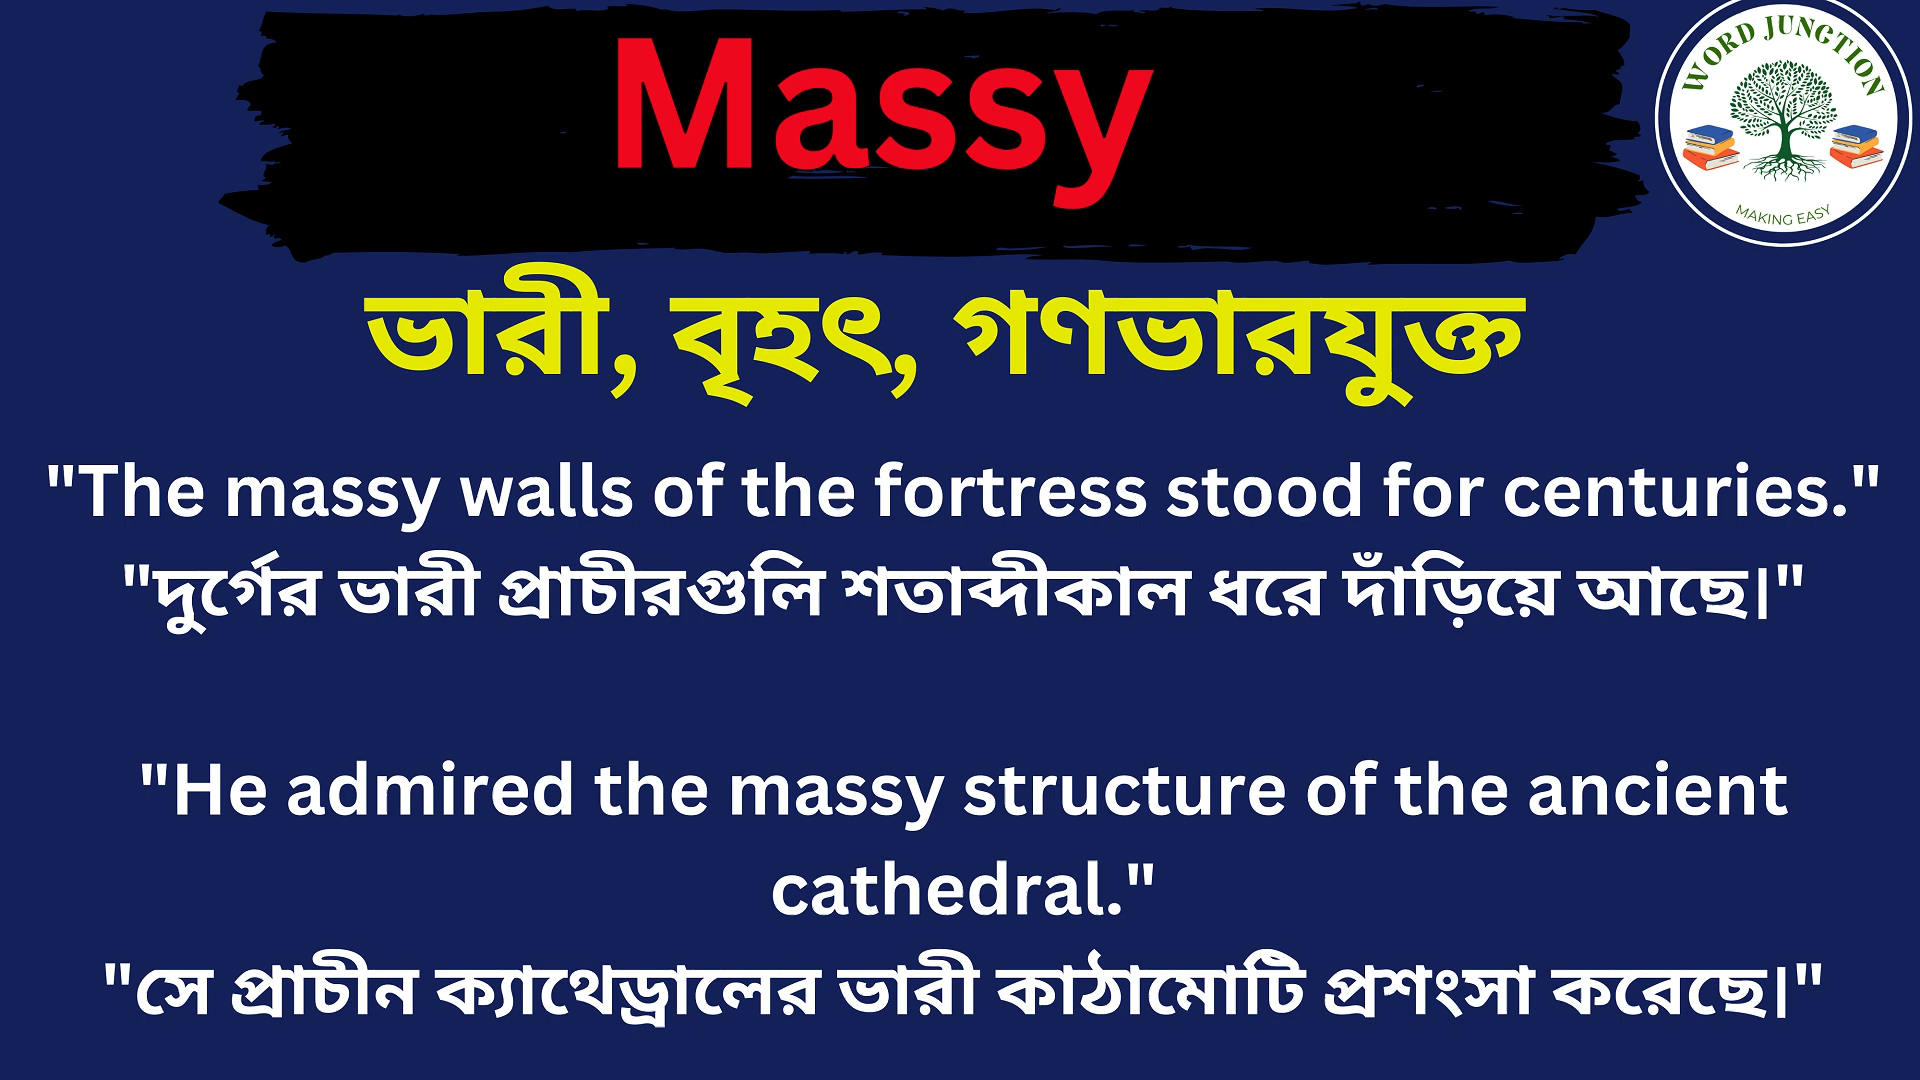 Massy
WORD JUNCTION
MAKING EASY
ভারী, বৃহৎ, গণভারযুক্ত
"The massy walls of the fortress stood for centuries."
"দুর্গের ভারী প্রাচীরগুলি শতাব্দীকাল ধরে দাঁড়িয়ে আছে।"
"He admired the massy structure of the ancient
cathedral."
"সে প্রাচীন ক্যাথেড্রালের ভারী কাঠামোটি প্রশংসা করেছে।"